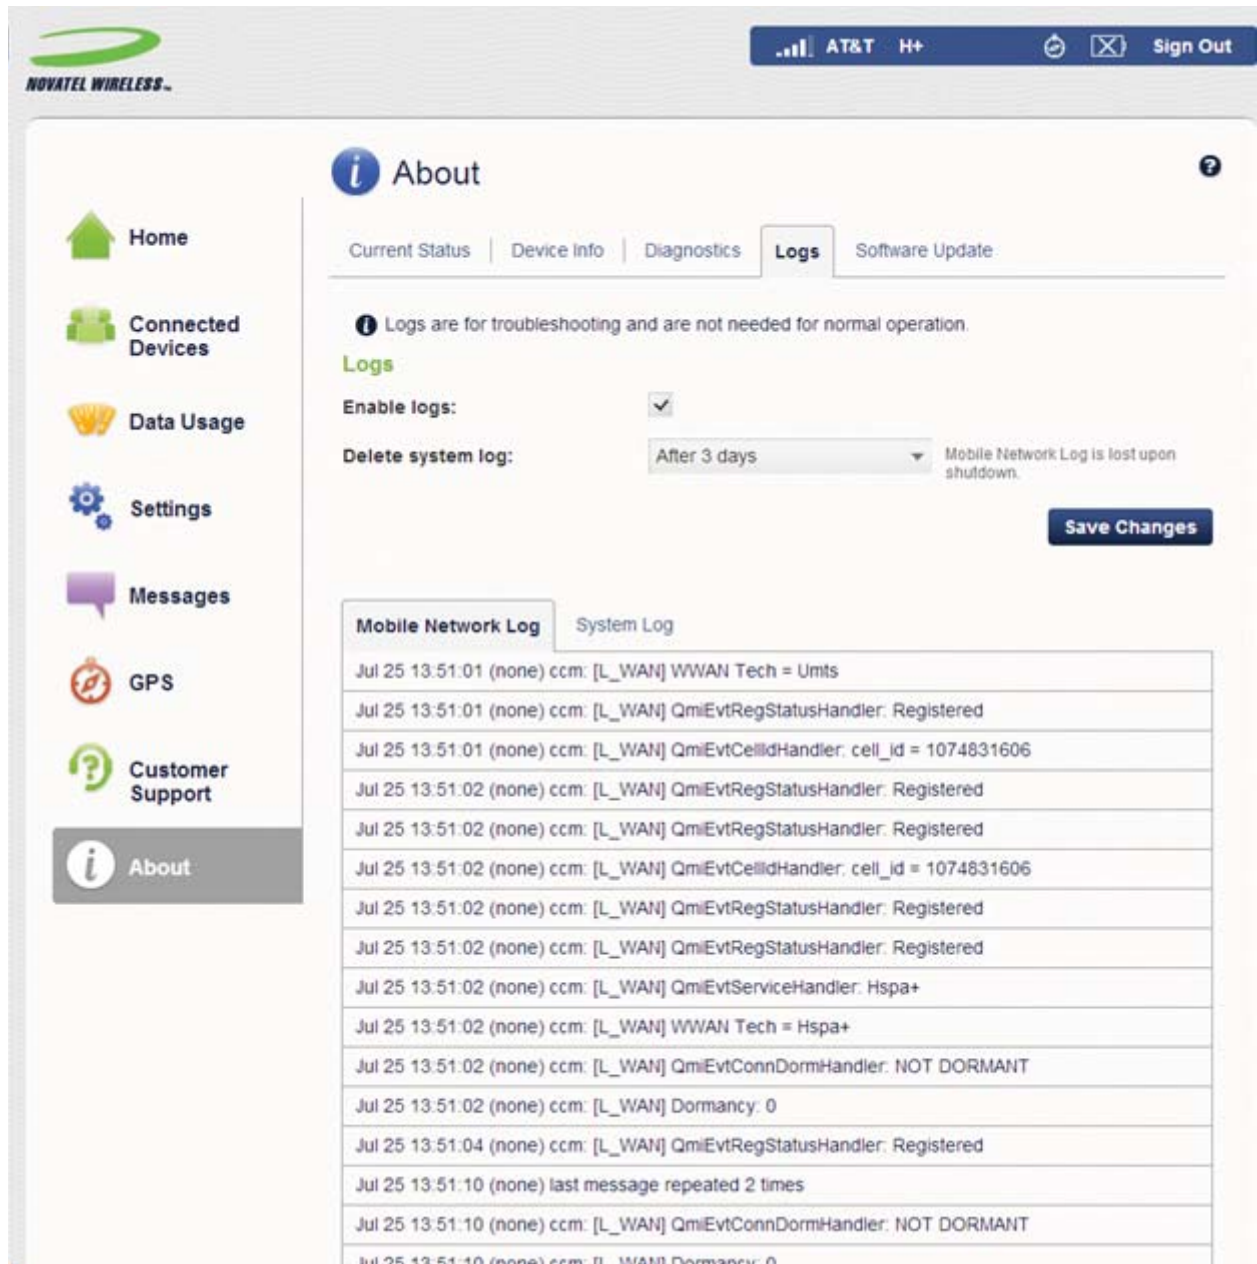 NOVATEL WIRELESS™
AT&T H+ Sign Out
About
Home
Connected
Devices
Data Usage
Settings
Messages
GPS
Customer
Support
About
Current Status Device Info Diagnostics Logs Software Update
Logs are for troubleshooting and are not needed for normal operation.
Logs
Enable logs:
Delete system log: After 3 days Mobile Network Log is lost upon
shutdown.
Save Changes
Mobile Network Log System Log
Jul 25 13:51:01 (none) ccm: [L_WAN] WWAN Tech = Umts
Jul 25 13:51:01 (none) ccm: [L_WAN] QmiEvtRegStatusHandler: Registered
Jul 25 13:51:01 (none) ccm: [L_WAN] QmiEvtCellIdHandler: cell_id = 1074831606
Jul 25 13:51:02 (none) ccm: [L_WAN] QmiEvtRegStatusHandler: Registered
Jul 25 13:51:02 (none) ccm: [L_WAN] QmiEvtRegStatusHandler: Registered
Jul 25 13:51:02 (none) ccm: [L_WAN] QmiEvtCellIdHandler: cell_id = 1074831606
Jul 25 13:51:02 (none) ccm: [L_WAN] QmiEvtRegStatusHandler: Registered
Jul 25 13:51:02 (none) ccm: [L_WAN] QmiEvtRegStatusHandler: Registered
Jul 25 13:51:02 (none) ccm: [L_WAN] QmiEvtServiceHandler: Hspa+
Jul 25 13:51:02 (none) ccm: [L_WAN] WWAN Tech = Hspa+
Jul 25 13:51:02 (none) ccm: [L_WAN] QmiEvtConnDormHandler: NOT DORMANT
Jul 25 13:51:02 (none) ccm: [L_WAN] Dormancy: 0
Jul 25 13:51:04 (none) ccm: [L_WAN] QmiEvtRegStatusHandler: Registered
Jul 25 13:51:10 (none) last message repeated 2 times
Jul 25 13:51:10 (none) ccm: [L_WAN] QmiEvtConnDormHandler: NOT DORMANT
Jul 25 13:51:10 (none) ccm: [L_WAN] Dormancy: 0